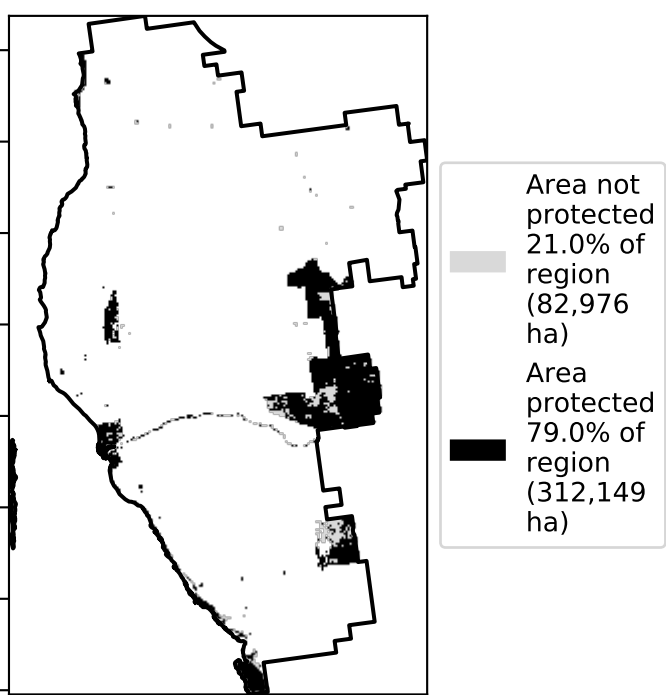 Area not
protected
21.0% of
region
(82,976
ha)
Area
protected
79.0% of
region
(312,149
ha)